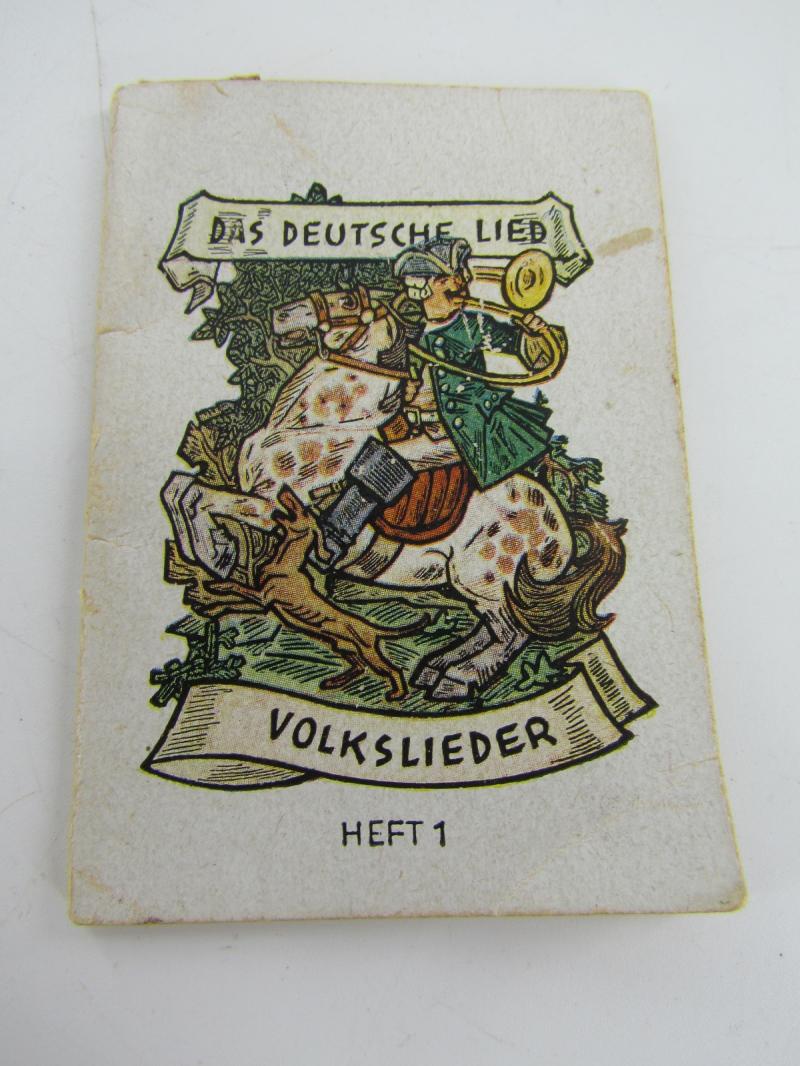 DAS DEUTSCHE LIED
VOLKSLIEDER
HEFT 1